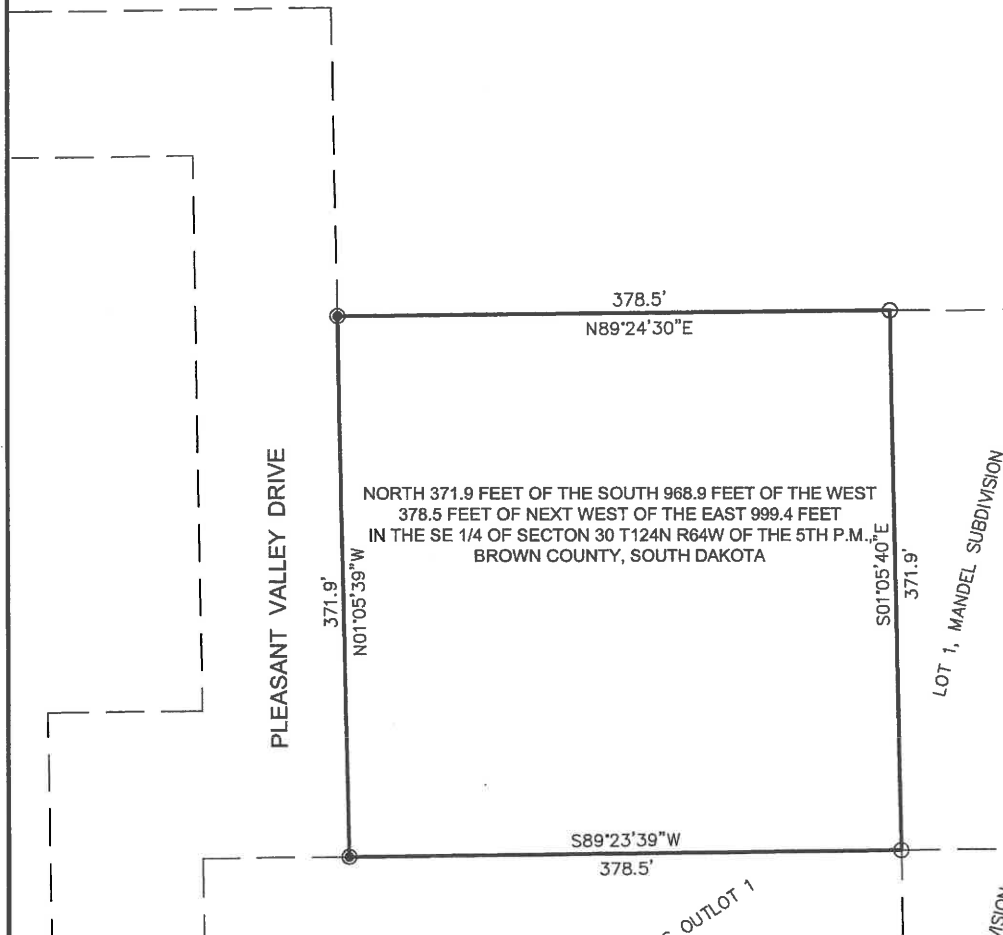 378.5'
N89°24'30"E
PLEASANT VALLEY DRIVE
NORTH 371.9 FEET OF THE SOUTH 968.9 FEET OF THE WEST
378.5 FEET OF NEXT WEST OF THE EAST 999.4 FEET
IN THE SE 1/4 OF SECTON 30 T124N R64W OF THE 5TH P.M.,
BROWN COUNTY, SOUTH DAKOTA
371.9'
N01°05'39"W
S01°05'40"E
371.9'
LOT 1, MANDEL SUBDIVISION
S89°23'39"W
378.5'
OUTLOT 1